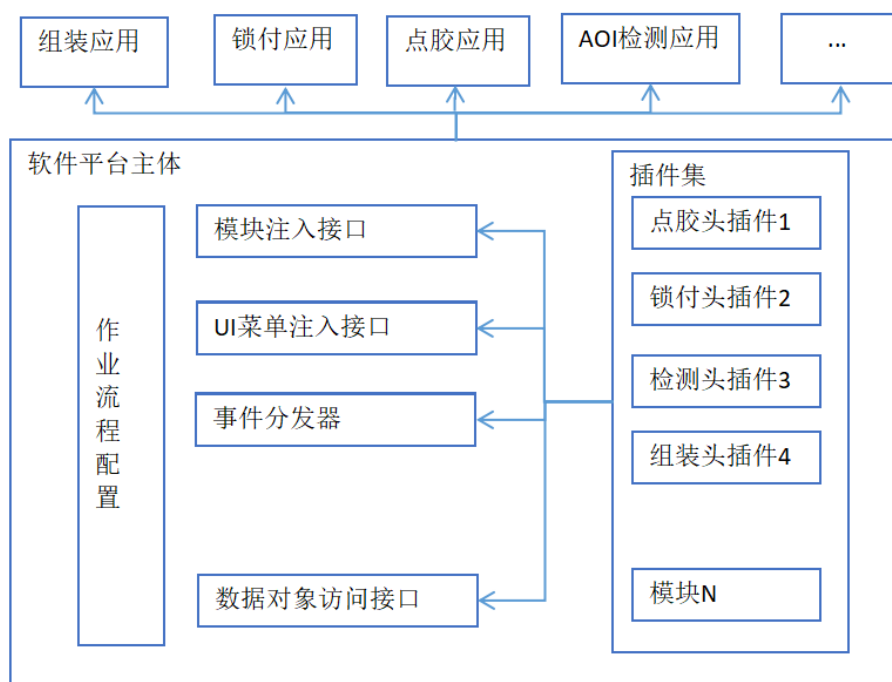 组装应用
锁付应用
点胶应用
AOI检测应用
...
软件平台主体
插件集
作业流程配置
模块注入接口
UI菜单注入接口
事件分发器
数据对象访问接口
点胶头插件1
锁付头插件2
检测头插件3
组装头插件4
模块N